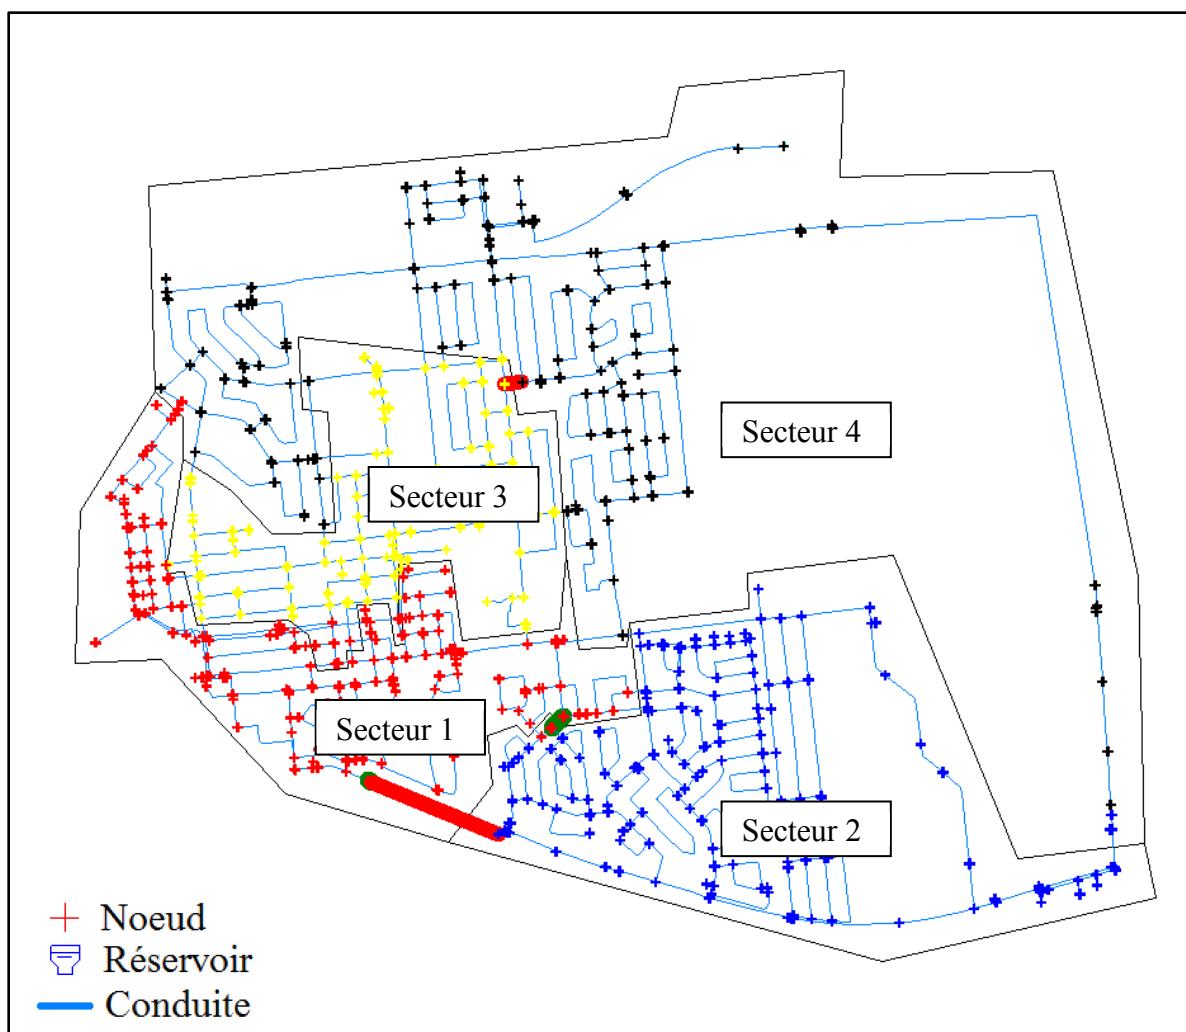 Secteur 4
Secteur 3
Secteur 1
Secteur 2
Noeud
Réservoir
Conduite